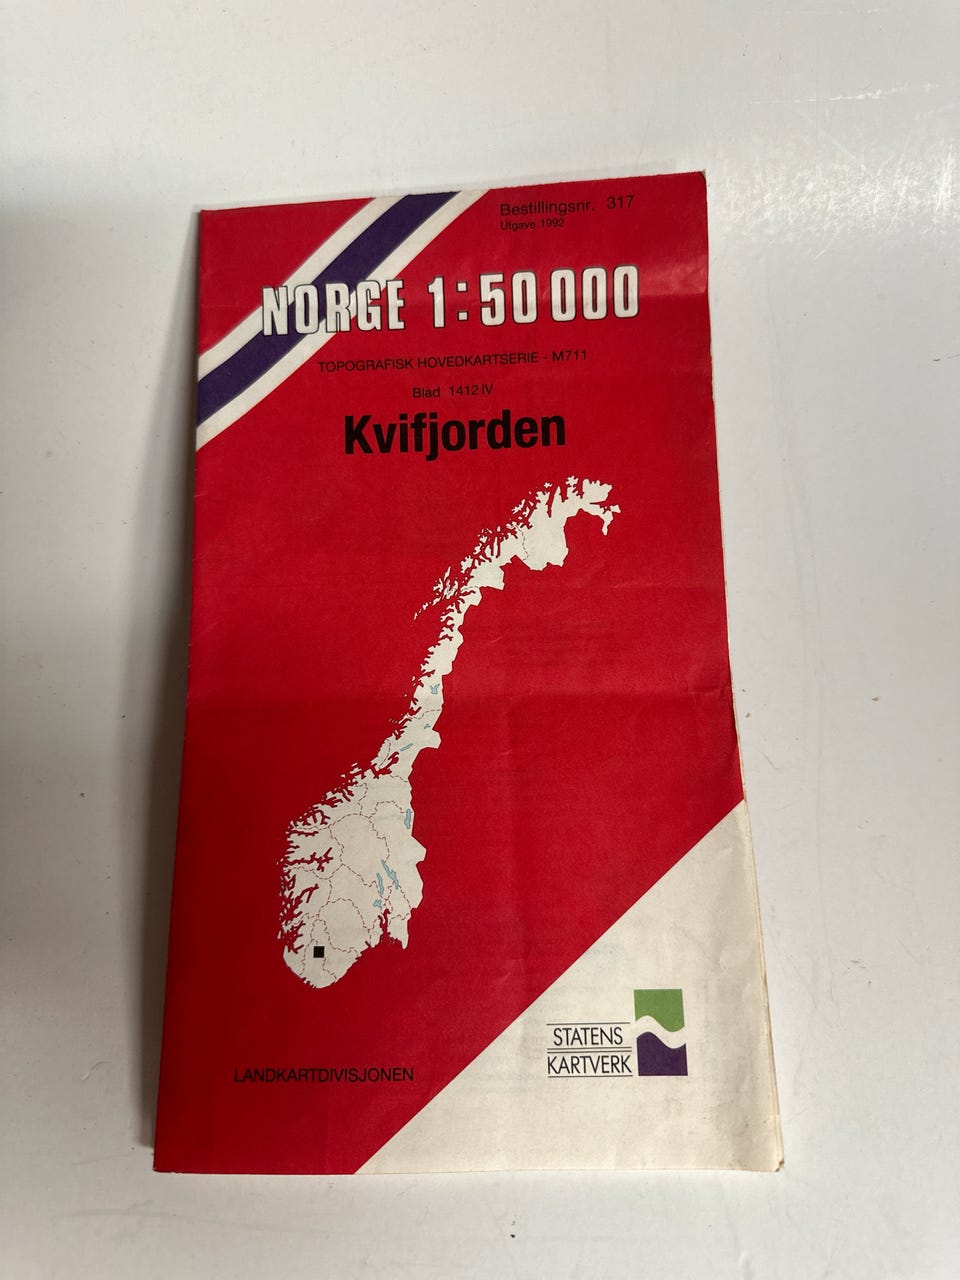 Bestillingsnr. 317
Utgave 1992
NORGE 1:50 000
TOPOGRAFISK HOVEDKARTSERIE - M711
Blad 1412 IV
Kvifjorden
STATENS
KARTVERK
LANDKARTDIVISJONEN